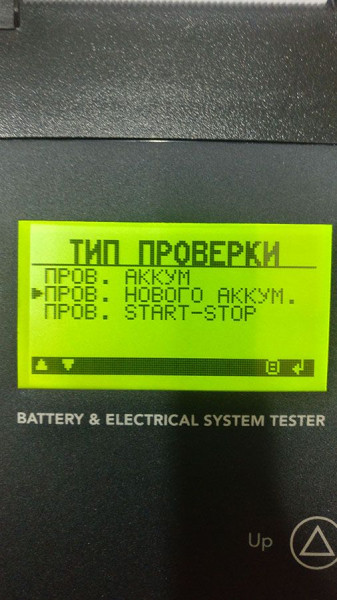 ТИП ПРОВЕРКИ
ПРОВ. АККУМ
►ПРОВ. НОВОГО АККУМ.
ПРОВ. START-STOP
BATTERY & ELECTRICAL SYSTEM TESTER
Up